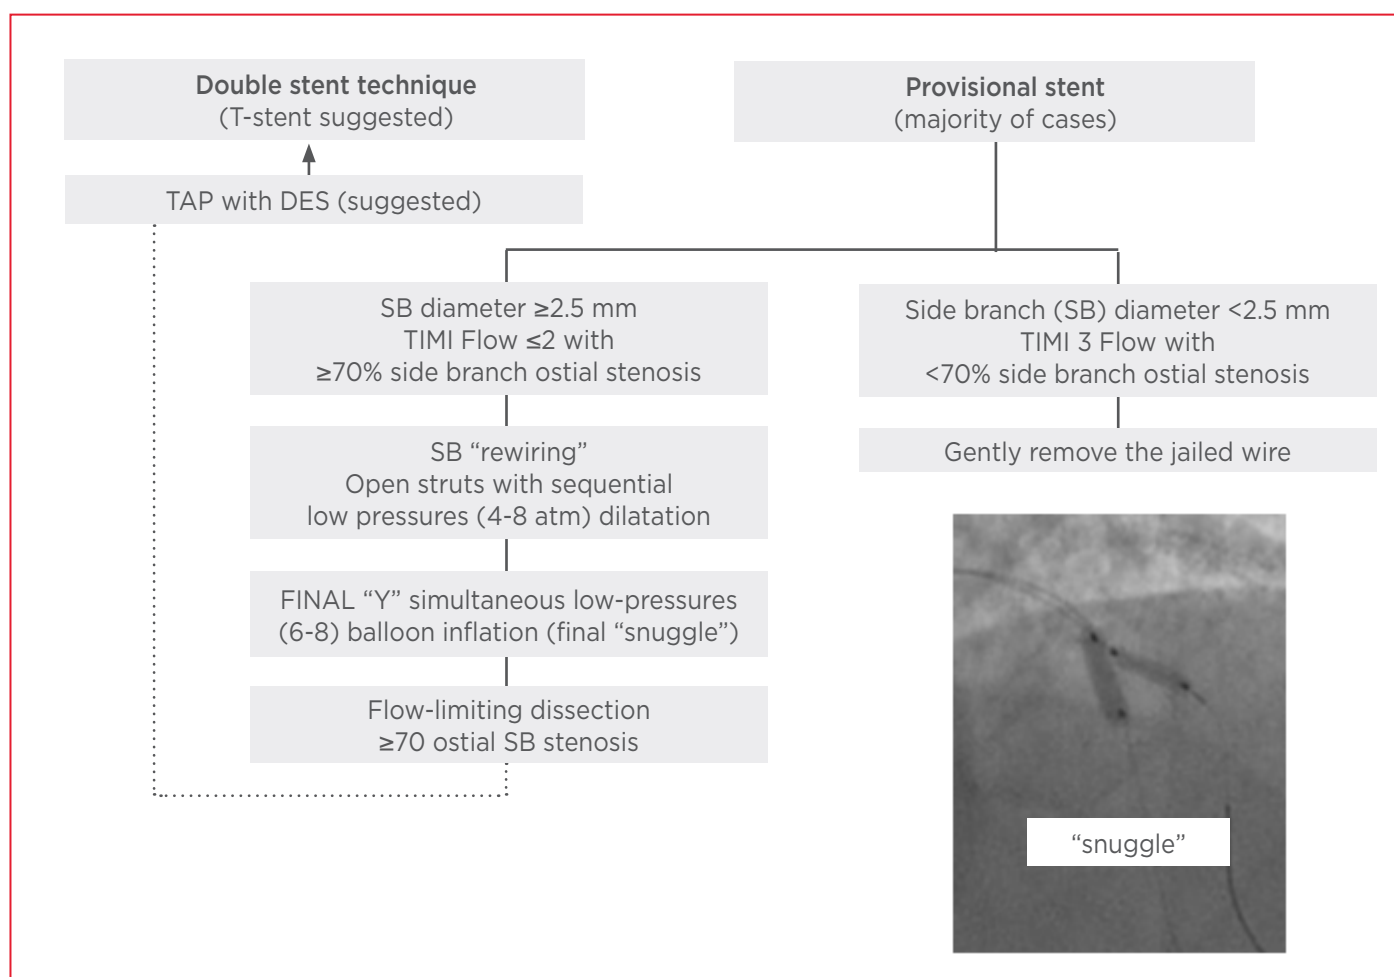 Double stent technique
(T-stent suggested)
TAP with DES (suggested)
Provisional stent
(majority of cases)
SB diameter ≥2.5 mm
TIMI Flow ≤2 with
≥70% side branch ostial stenosis
SB “rewiring”
Open struts with sequential
low pressures (4-8 atm) dilatation
FINAL “Y” simultaneous low-pressures
(6-8) balloon inflation (final “snuggle”)
Flow-limiting dissection
≥70 ostial SB stenosis
Side branch (SB) diameter <2.5 mm
TIMI 3 Flow with
<70% side branch ostial stenosis
Gently remove the jailed wire
“snuggle”